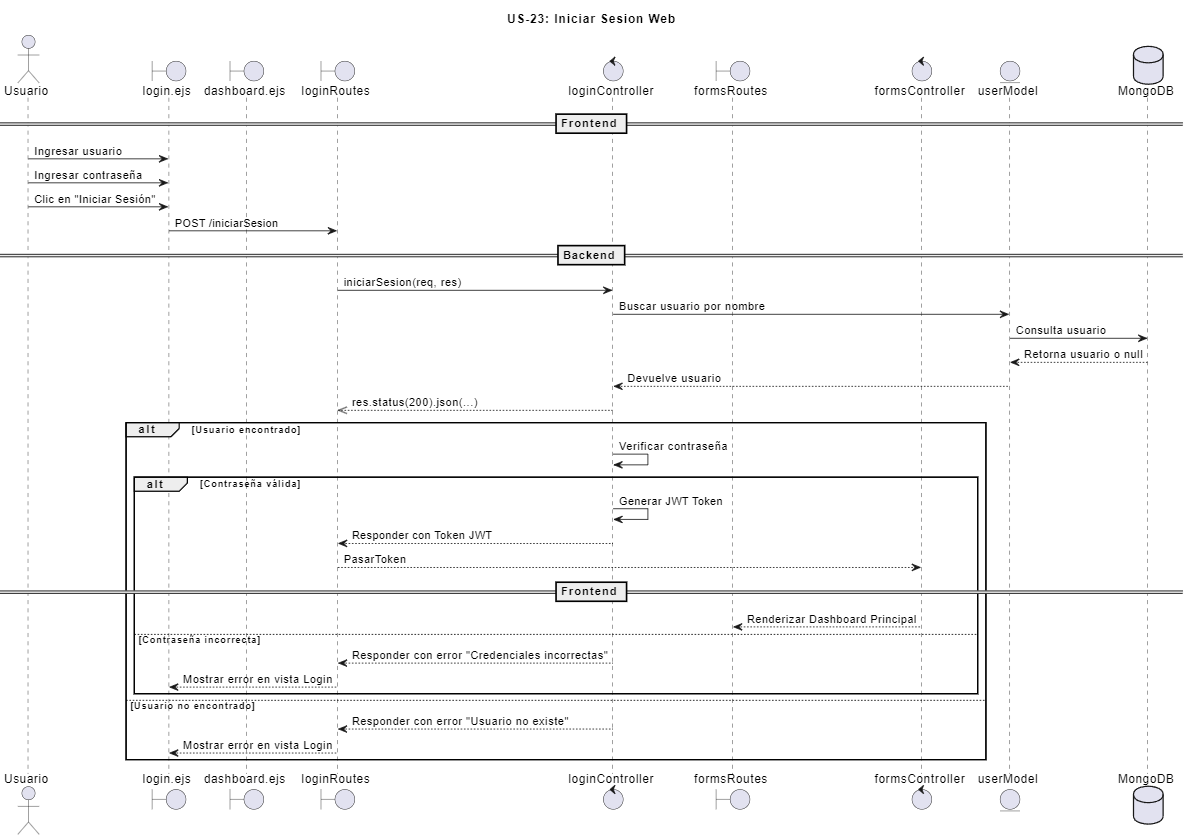 US-23: Iniciar Sesion Web
Usuario login.ejs dashboard.ejs loginRoutes loginController formsRoutes formsController userModel MongoDB
Frontend
Ingresar usuario
Ingresar contraseña
Clic en "Iniciar Sesión"
POST /iniciarSesion
Backend
iniciarSesion(req, res)
Buscar usuario por nombre
Consulta usuario
Retorna usuario o null
Devuelve usuario
res.status(200).json(...)
alt [Usuario encontrado]
Verificar contraseña
alt [Contraseña válida]
Generar JWT Token
Responder con Token JWT
PasarToken
Frontend
Renderizar Dashboard Principal
[Contraseña incorrecta]
Responder con error "Credenciales incorrectas"
Mostrar error en vista Login
[Usuario no encontrado]
Responder con error "Usuario no existe"
Mostrar error en vista Login
Usuario login.ejs dashboard.ejs loginRoutes loginController formsRoutes formsController userModel MongoDB